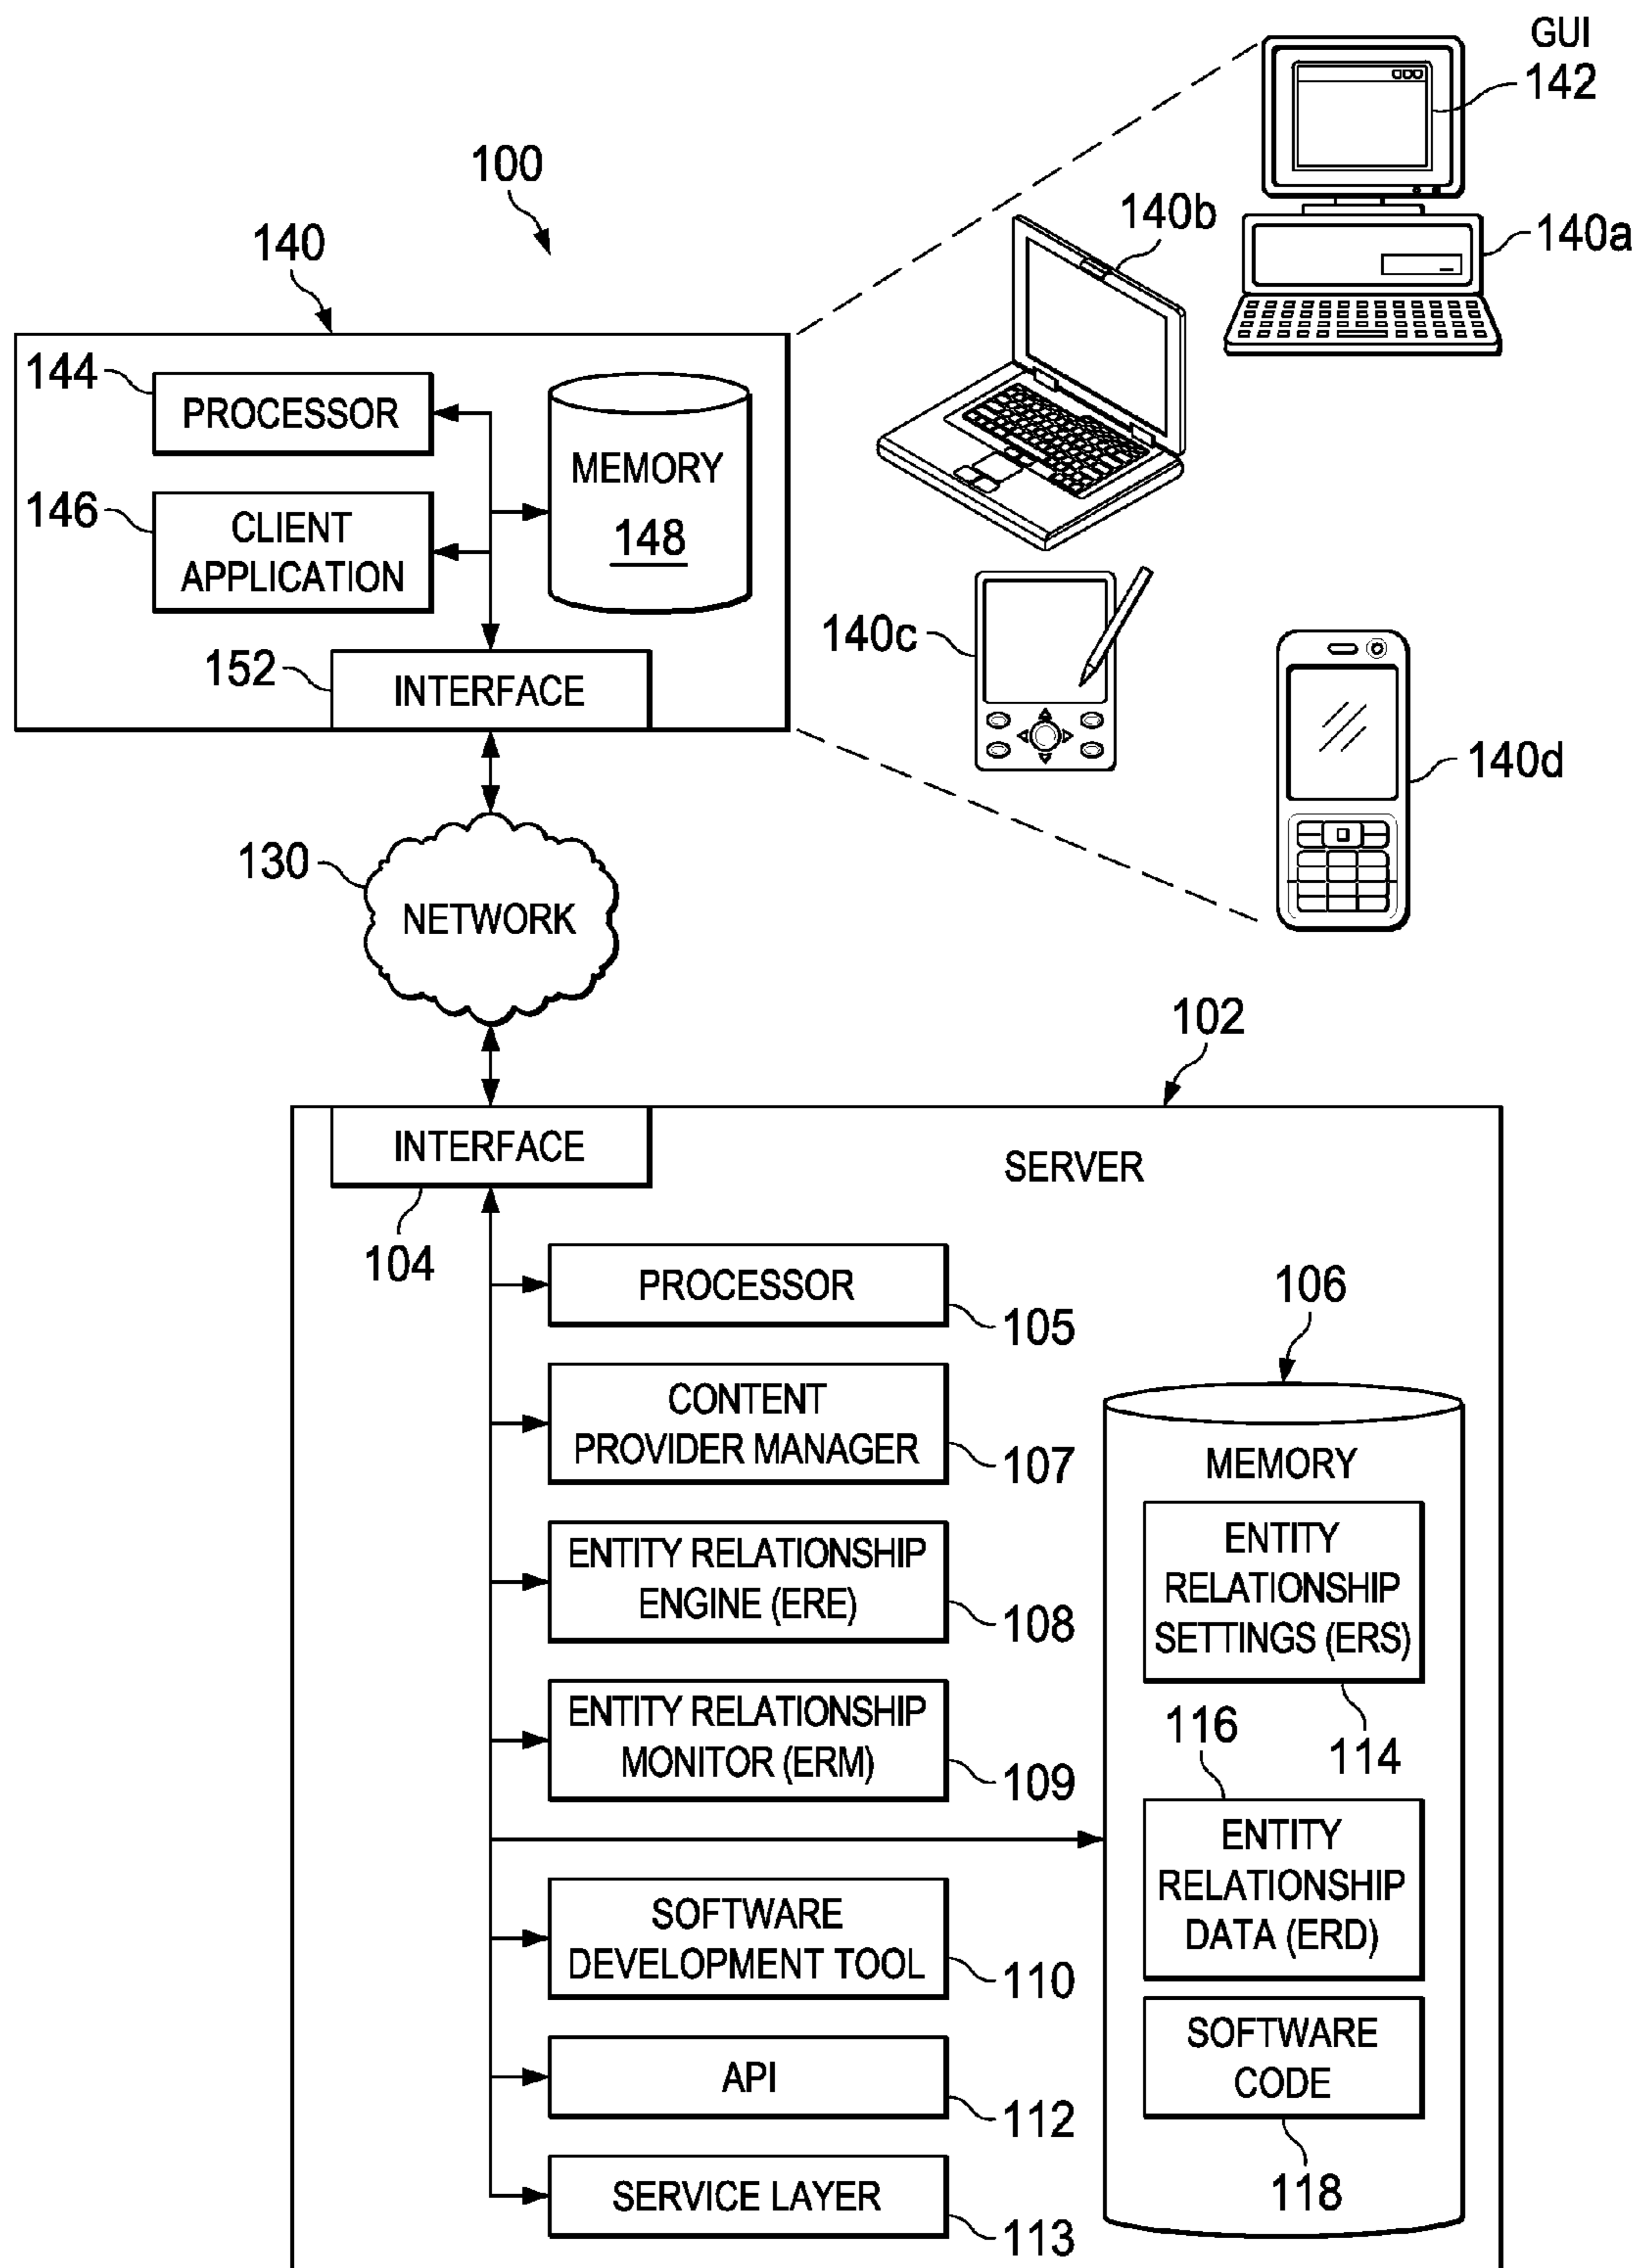 GUI
142
100
140b
140a
140
144
PROCESSOR
MEMORY
148
146
CLIENT
APPLICATION
140c
152
INTERFACE
140d
130
NETWORK
102
INTERFACE
SERVER
104
PROCESSOR
105
106
CONTENT
PROVIDER MANAGER
107
MEMORY
ENTITY RELATIONSHIP
ENGINE (ERE)
108
ENTITY
RELATIONSHIP
SETTINGS (ERS)
114
ENTITY RELATIONSHIP
MONITOR (ERM)
109
116
ENTITY
RELATIONSHIP
DATA (ERD)
SOFTWARE
DEVELOPMENT TOOL
110
SOFTWARE
CODE
118
API
112
SERVICE LAYER
113